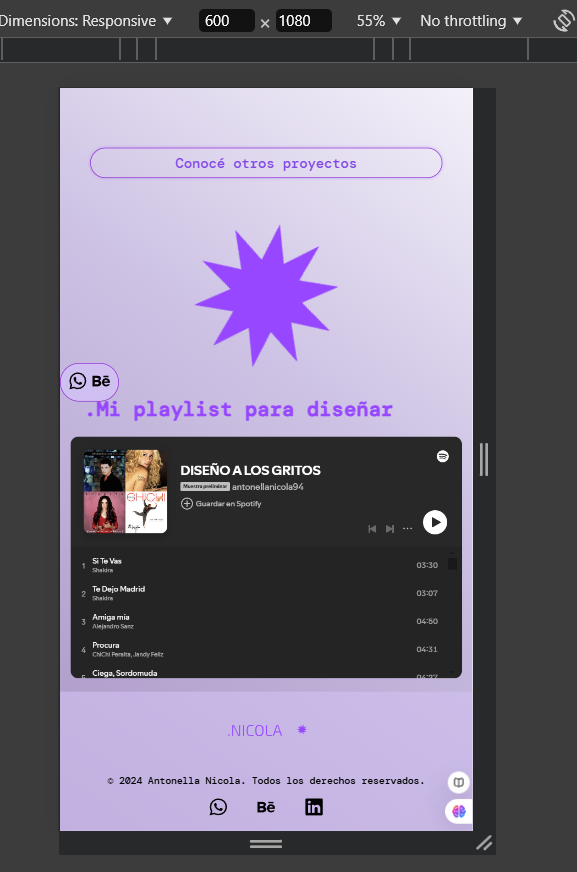 Dimensions: Responsive ▼ 600 × 1080 55% ▼ No throttling ▼
Conocé otros proyectos
Bē
.Mi playlist para diseñar
DISEÑO A LOS GRITOS
Muestra preliminar antonellanicola94
Guardar en Spotify
1 Si Te Vas 03:30
Shakira
2 Te Dejo Madrid 03:07
Shakira
3 Amiga mía 04:50
Alejandro Sanz
4 Procura 04:31
ChiChi Peralta, Jandy Feliz
5 Ciega, Sordomuda 04:27
.NICOLA
© 2024 Antonella Nicola. Todos los derechos reservados.
Bē in